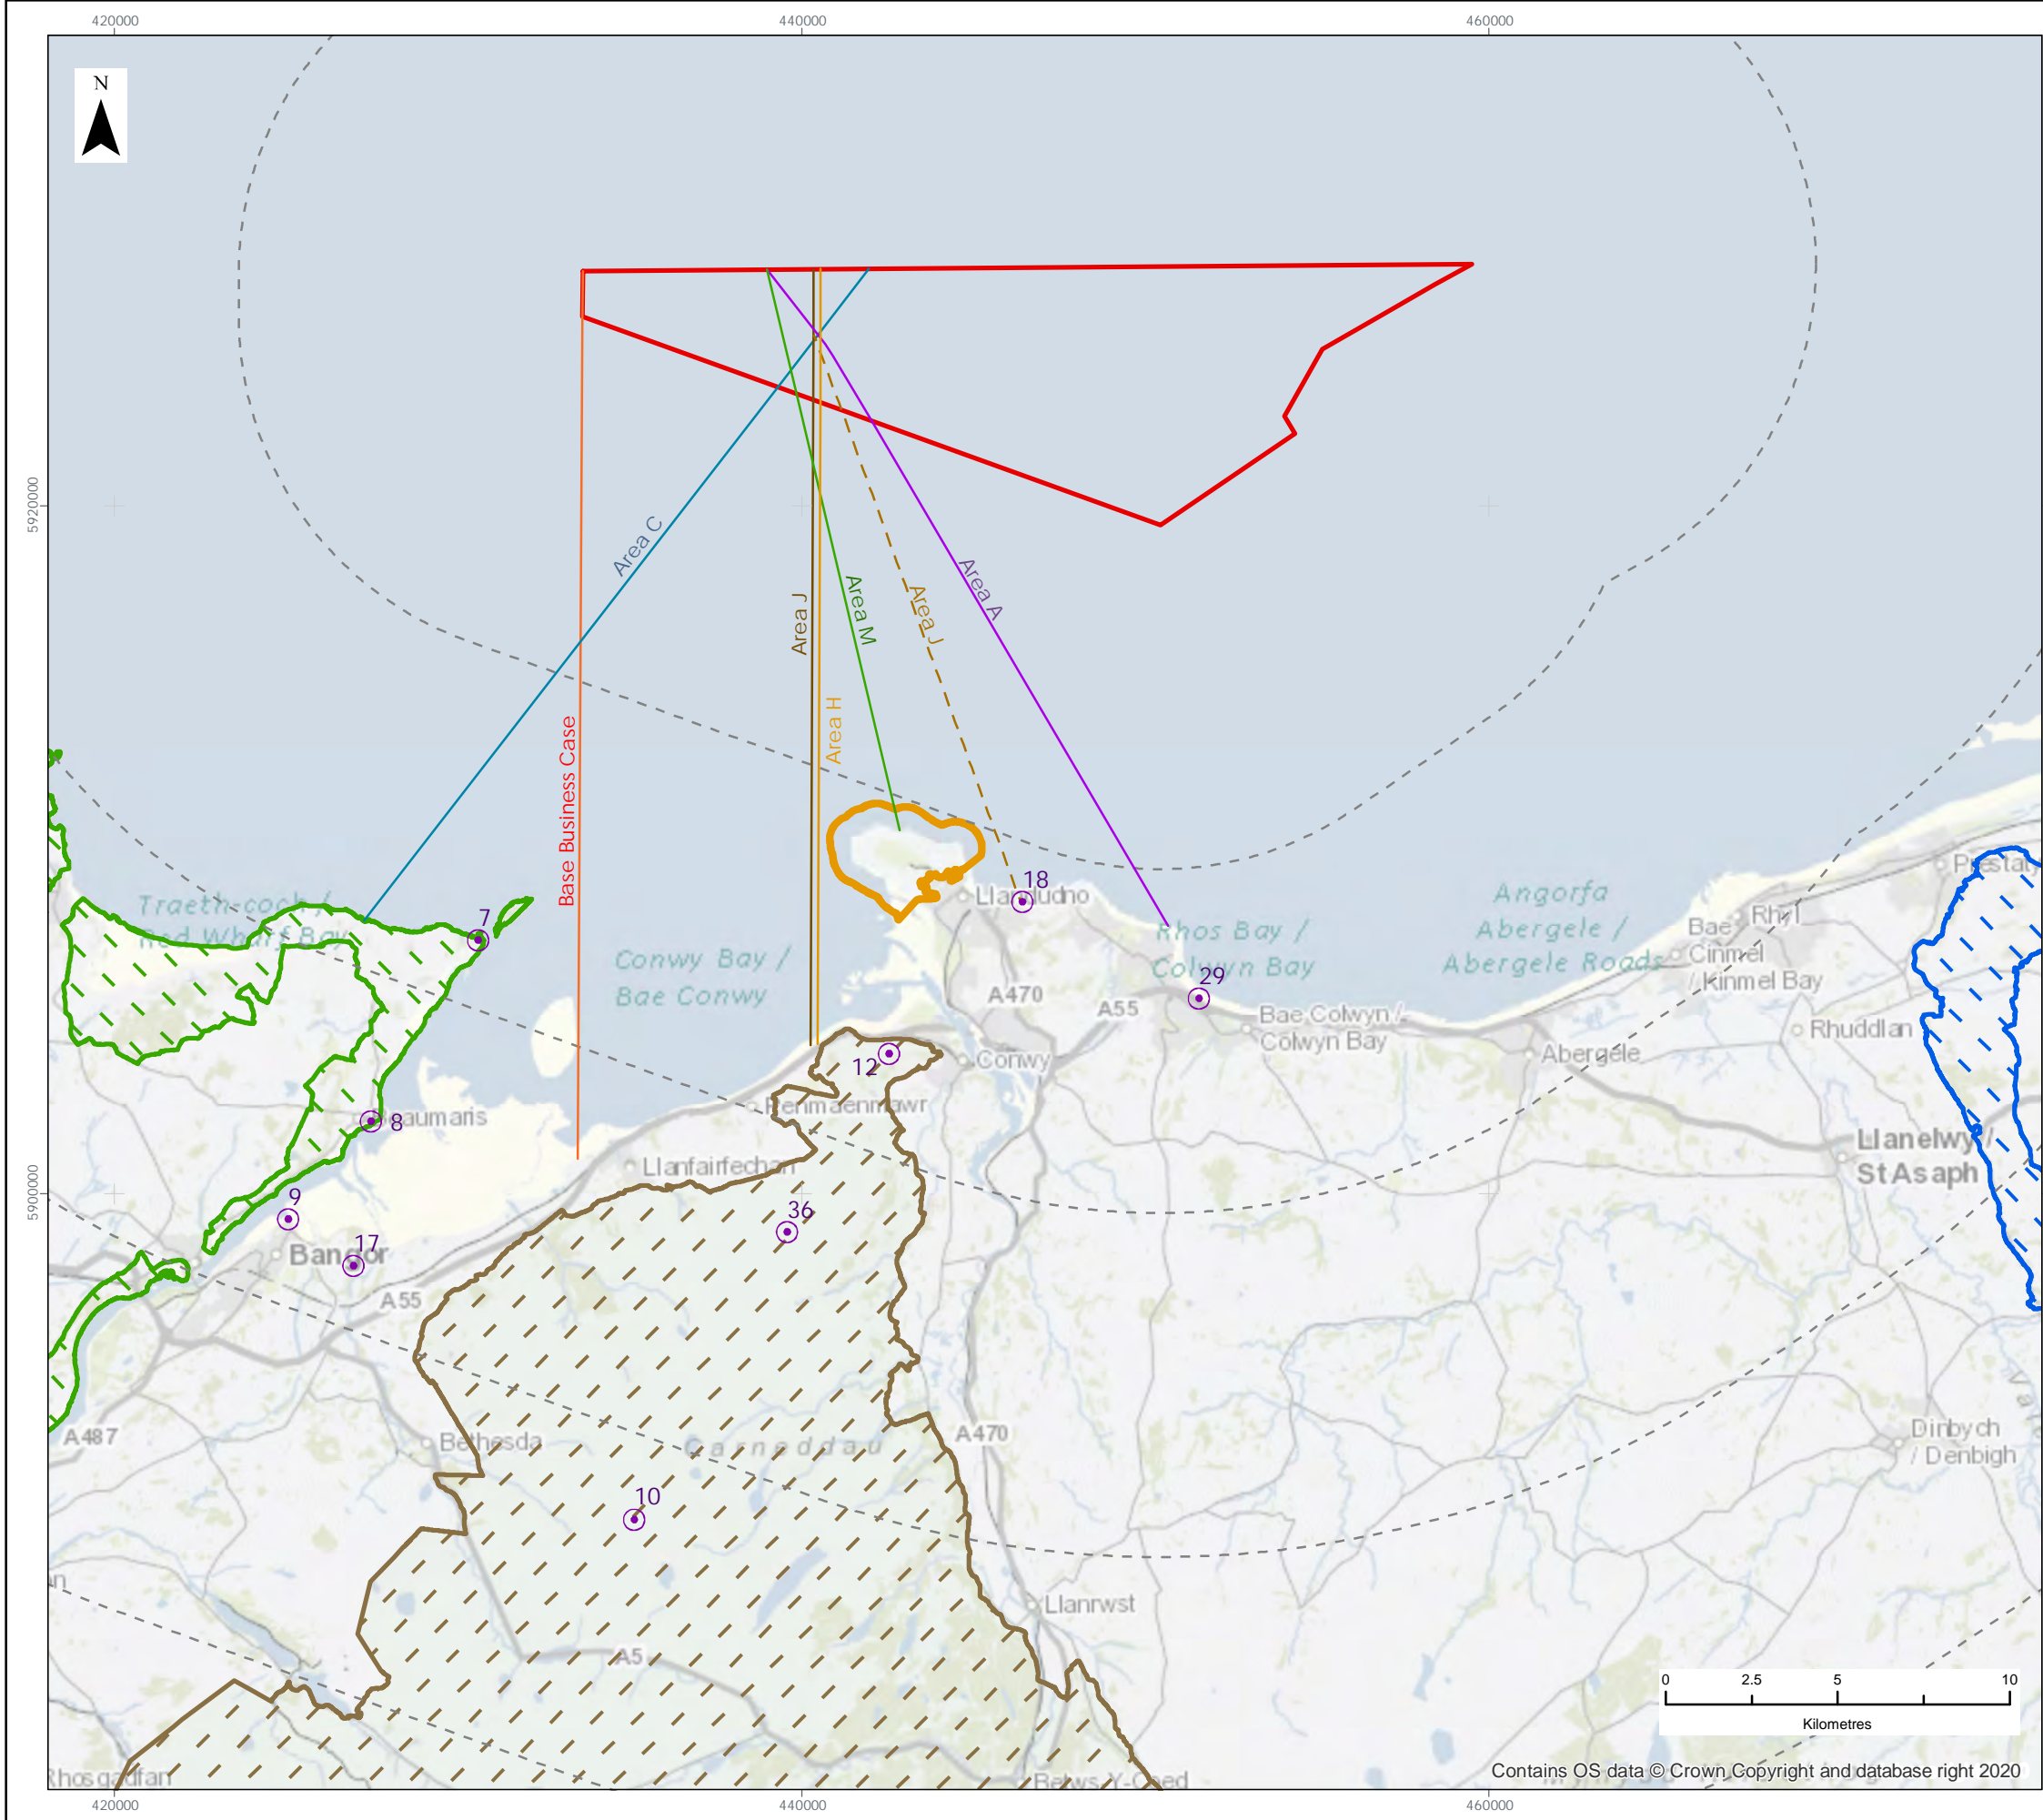 420000
440000
460000
N
5920000
5900000
Area C
Area J
Area M
Area J
Area A
Area H
Base Business Case
Traeth-coch /
Red Wharf Bay
7
Conwy Bay /
Bae Conwy
18
Llandudno
Rhos Bay /
Colwyn Bay
29
Angorfa
Abergele /
Abergele Roads
Prestat
Rhyl
Bae
Cinmel
/ Kinmel Bay
A470
A55
Bae Colwyn /
Colwyn Bay
Rhuddlan
Abergele
12
Conwy
Penmaenmawr
8
Beaumaris
Llanfairfechan
Llanelwy /
St Asaph
9
Bangor
17
36
A55
A487
Bethesda
Carneddau
A470
Dinbych
/ Denbigh
10
Llanrwst
A5
Rhosgadfan
Betws-Y-Coed
0 2.5 5 10
Kilometres
Contains OS data © Crown Copyright and database right 2020
420000
440000
460000